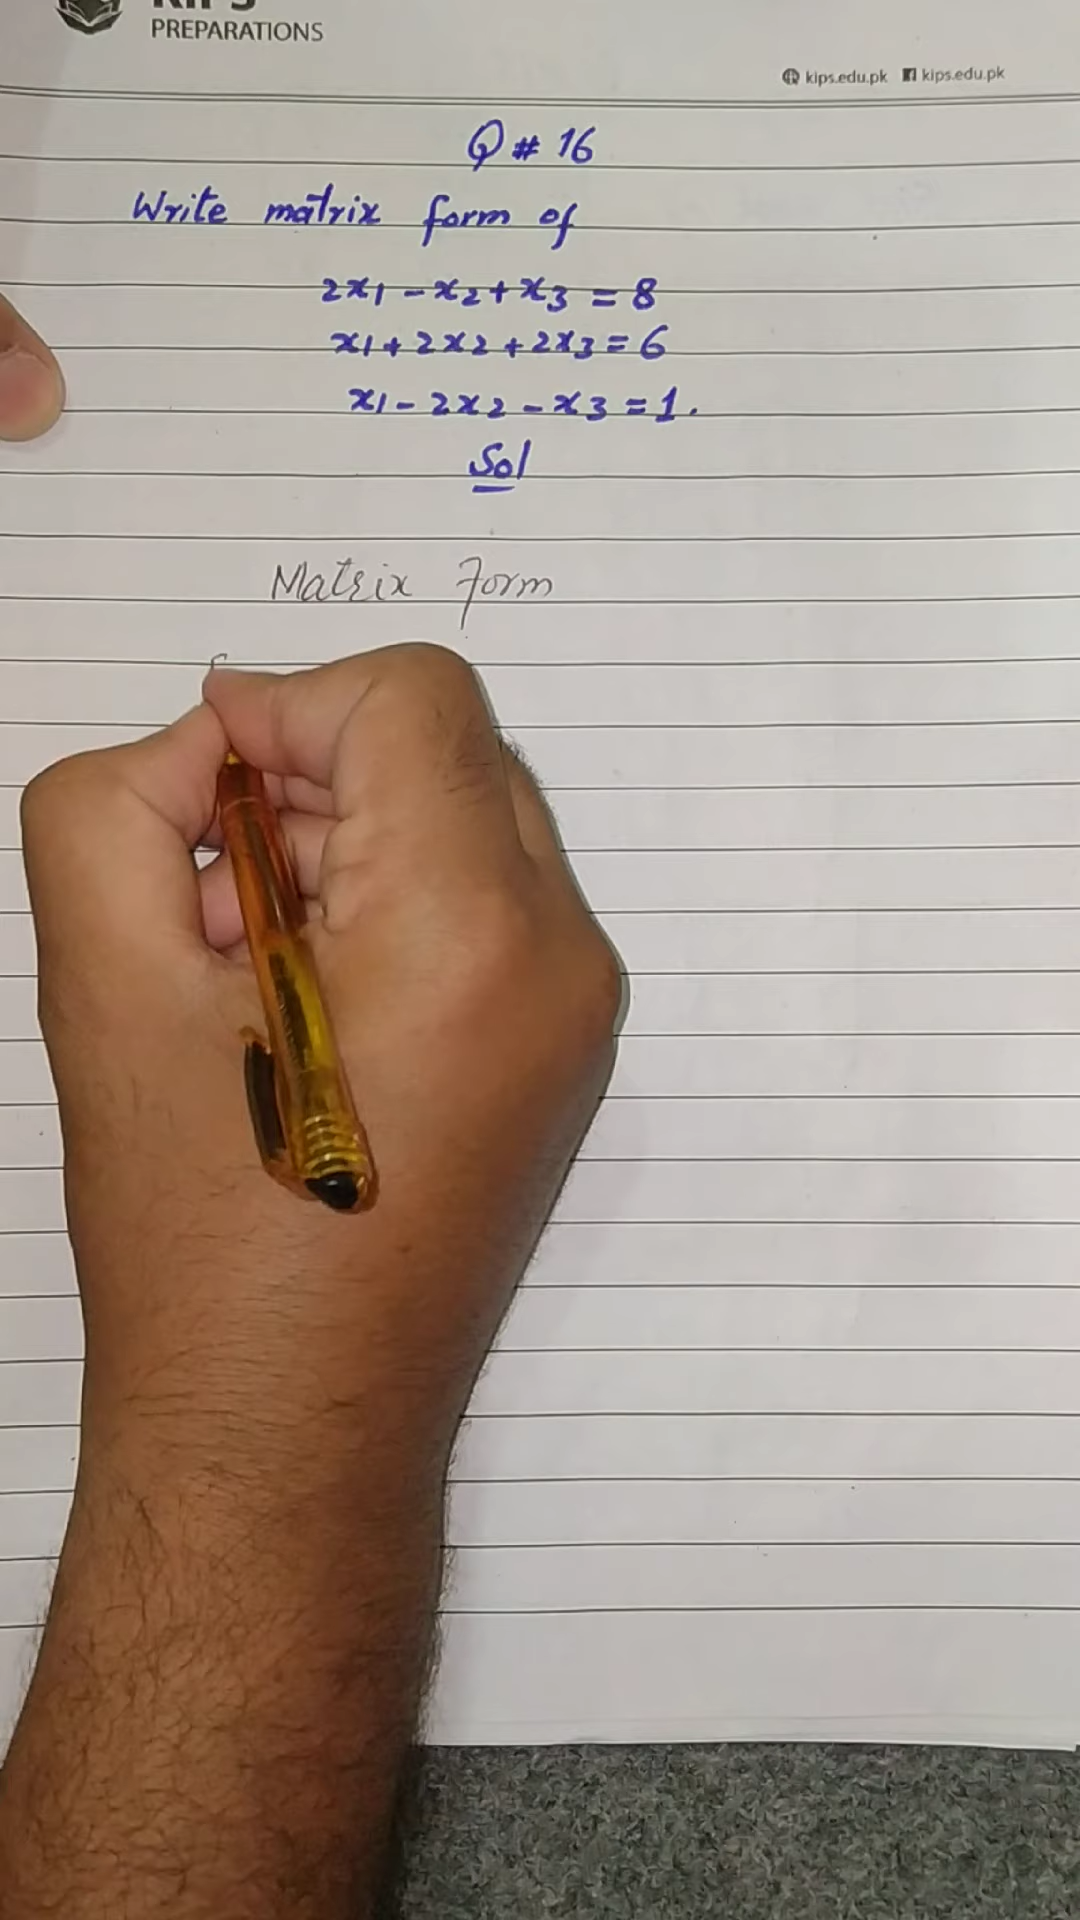 PREPARATIONS
kips.edu.pk kips.edu.pk
Q # 16
Write matrix form of
2x1 - x2 + x3 = 8
x1 + 2x2 + 2x3 = 6
x1 - 2x2 - x3 = 1.
Sol
Matrix Form